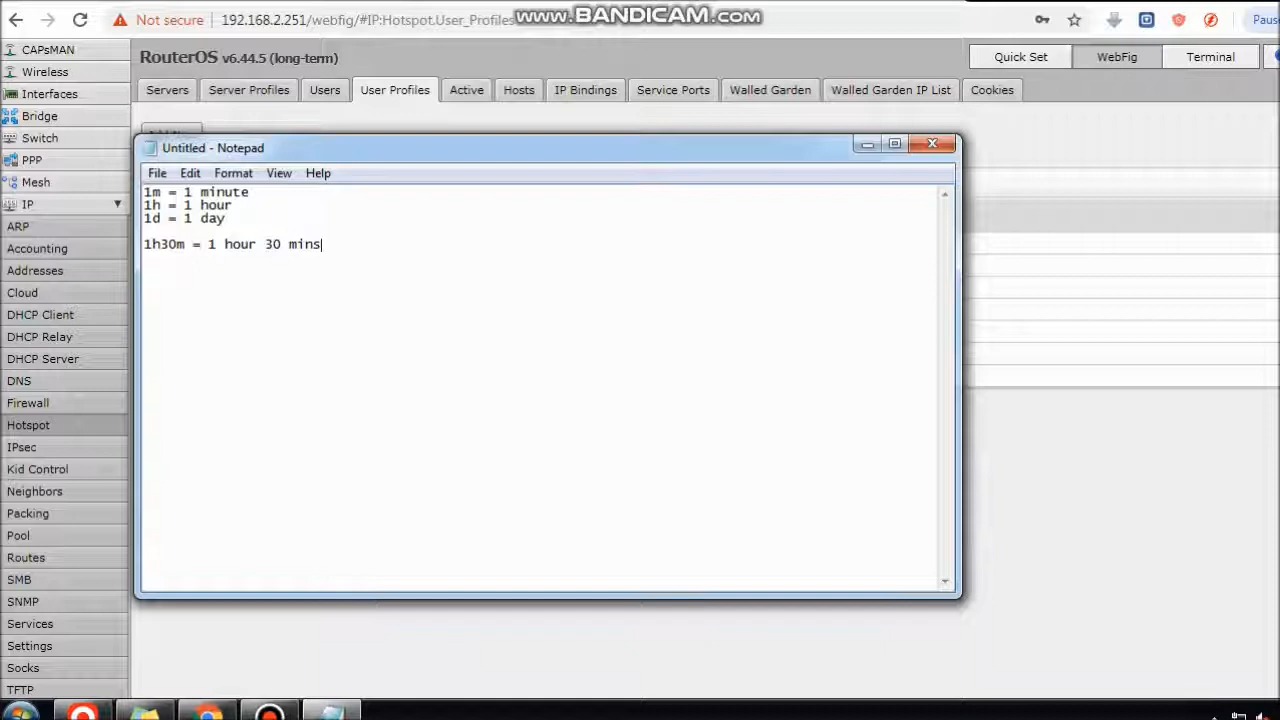 www.BANDICAM.com
Not secure 192.168.2.251/webfig/#IP:Hotspot.User_Profiles
CAPsMAN
Wireless
Interfaces
Bridge
Switch
PPP
Mesh
IP
ARP
Accounting
Addresses
Cloud
DHCP Client
DHCP Relay
DHCP Server
DNS
Firewall
Hotspot
IPsec
Kid Control
Neighbors
Packing
Pool
Routes
SMB
SNMP
Services
Settings
Socks
TFTP
RouterOS v6.44.5 (long-term)
Quick Set WebFig Terminal
Servers Server Profiles Users User Profiles Active Hosts IP Bindings Service Ports Walled Garden Walled Garden IP List Cookies
Untitled - Notepad
File Edit Format View Help
1m = 1 minute
1h = 1 hour
1d = 1 day
1h30m = 1 hour 30 mins